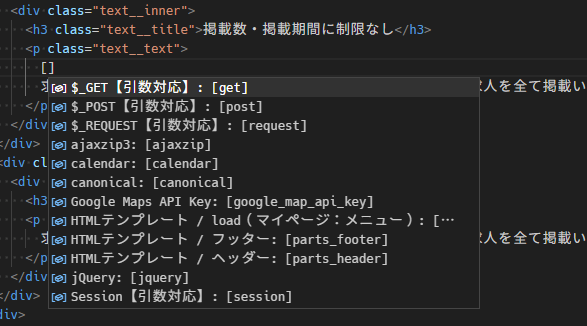 <div class="text__inner">
<h3 class="text__title">掲載数・掲載期間に制限なし</h3>
<p class="text__text">
[]
$_GET【引数対応】: [get]
人を全て掲載い
$_POST【引数対応】: [post]
</p
$_REQUEST【引数対応】: [request]
</div
ajaxzip3: [ajaxzip]
</div>
calendar: [calendar]
<div cl
canonical: [canonical]
<div
Google Maps API Key: [google_map_api_key]
<h3
HTMLテンプレート / load（マイページ：メニュー）: […
<p
HTMLテンプレート / フッター: [parts_footer]
人を全て掲載い
HTMLテンプレート / ヘッダー: [parts_header]
</p
jQuery: [jquery]
</div
Session【引数対応】: [session]
</div>
div>